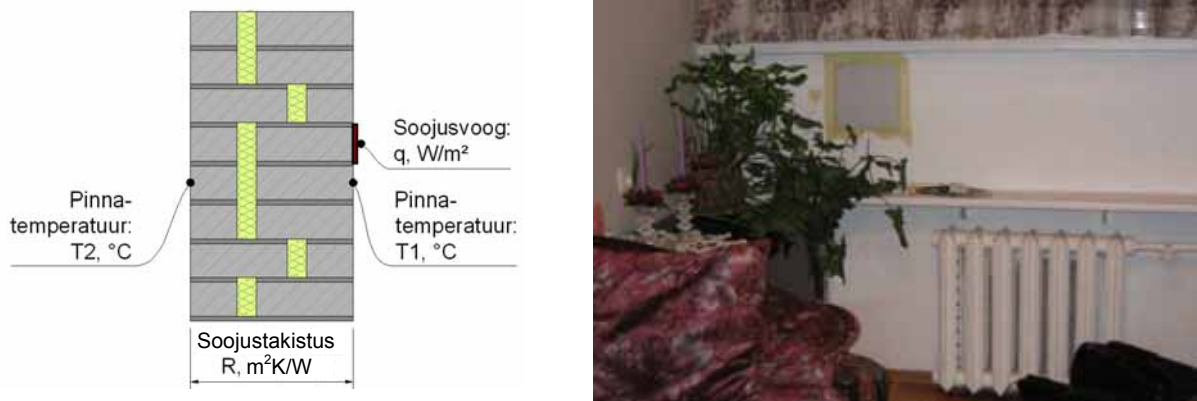 Soojusvoog:
q, W/m²
Pinna-
temperatuur:
T2, °C
Pinna-
temperatuur:
T1, °C
Soojustakistus
R, m²K/W